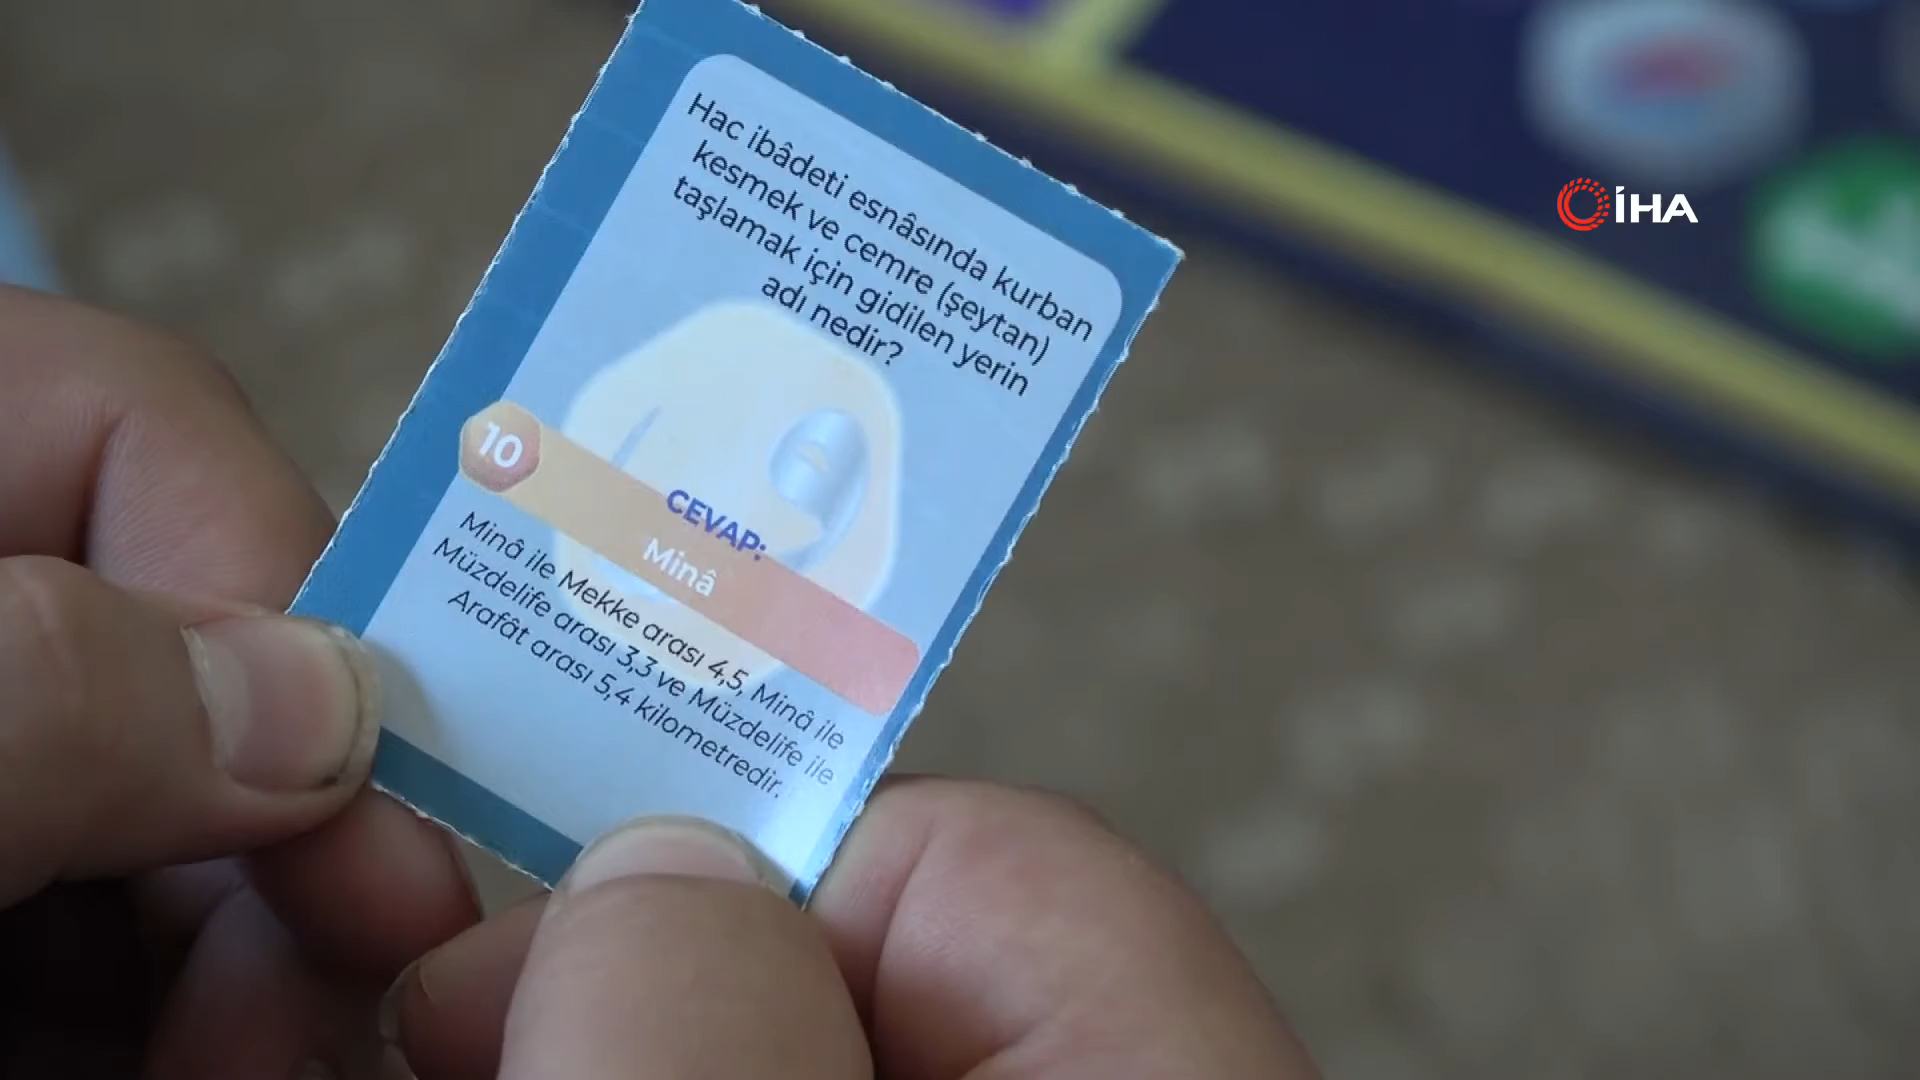 Hac ibâdeti esnâsında kurban
kesmek ve cemre (şeytan)
taşlamak için gidilen yerin
adı nedir?
10
CEVAP:
Minâ
Minâ ile Mekke arası 4,5, Minâ ile
Müzdelife arası 3,3 ve Müzdelife ile
Arafât arası 5,4 kilometredir.
İHA